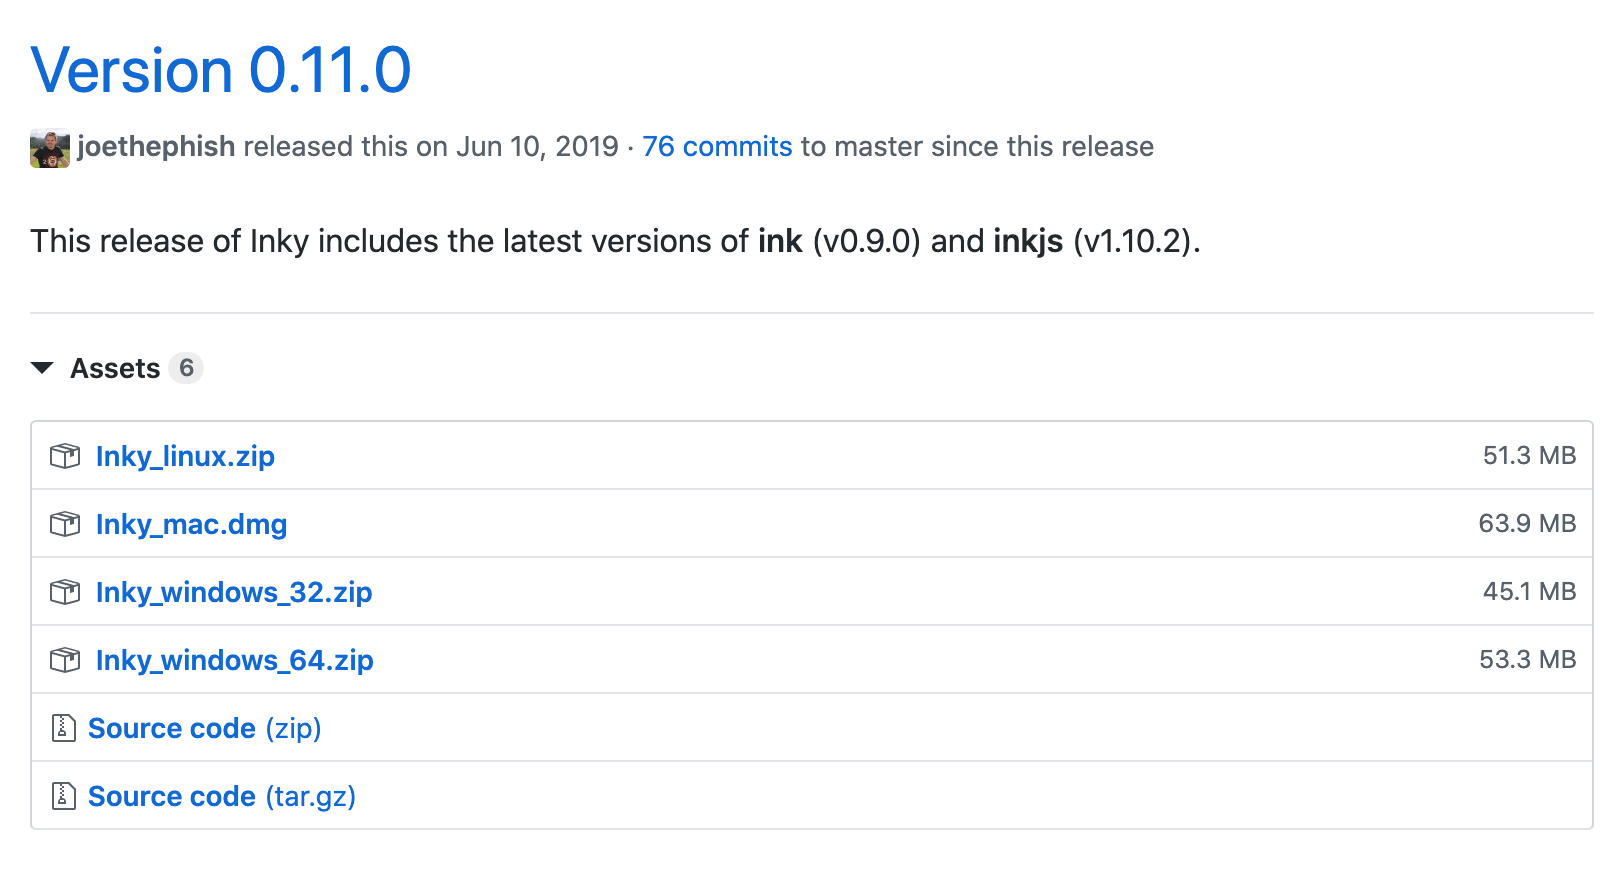 Version 0.11.0
joethephish released this on Jun 10, 2019 · 76 commits to master since this release
This release of Inky includes the latest versions of ink (v0.9.0) and inkjs (v1.10.2).
Assets 6
Inky_linux.zip 51.3 MB
Inky_mac.dmg 63.9 MB
Inky_windows_32.zip 45.1 MB
Inky_windows_64.zip 53.3 MB
Source code (zip)
Source code (tar.gz)